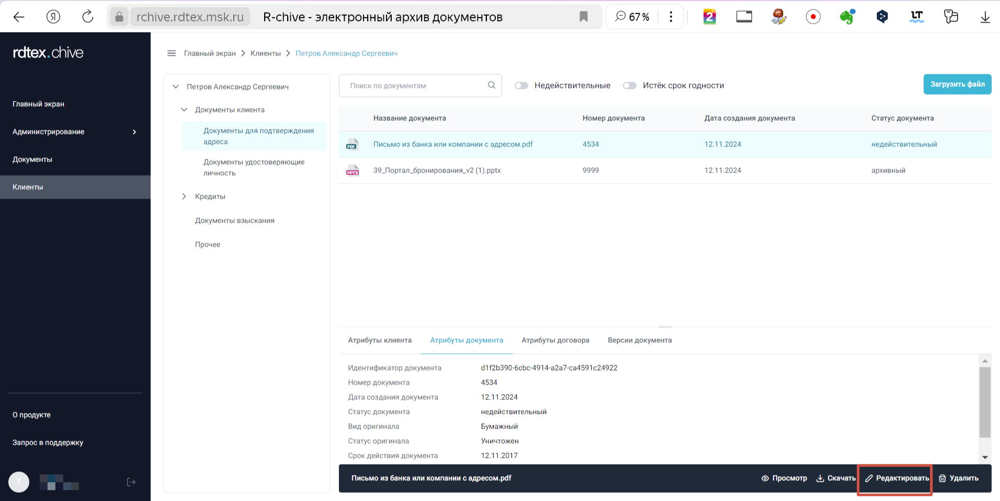 Я
rchive.rdtex.msk.ru
R-chive - электронный архив документов
67 %
2
LT
rdtex.chive
Главный экран
Администрирование
Документы
Клиенты
О продукте
Запрос в поддержку
T
Главный экран > Клиенты > Петров Александр Сергеевич
Петров Александр Сергеевич
Документы клиента
Документы для подтверждения
адреса
Документы удостоверяющие
личность
Кредиты
Документы взыскания
Прочее
Поиск по документам
Недействительные
Истёк срок годности
Загрузить файл
Название документа Номер документа Дата создания документа Статус документа
PDF Письмо из банка или компании с адресом.pdf 4534 12.11.2024 недействительный
PPTX 39_Портал_бронирования_v2 (1).pptx 9999 12.11.2024 архивный
Атрибуты клиента Атрибуты документа Атрибуты договора Версии документа
Идентификатор документа d1f2b390-6cbc-4914-a2a7-ca4591c24922
Номер документа 4534
Дата создания документа 12.11.2024
Статус документа недействительный
Вид оригинала Бумажный
Статус оригинала Уничтожен
Срок действия документа 12.11.2017
Письмо из банка или компании с адресом.pdf
Просмотр Скачать Редактировать Удалить